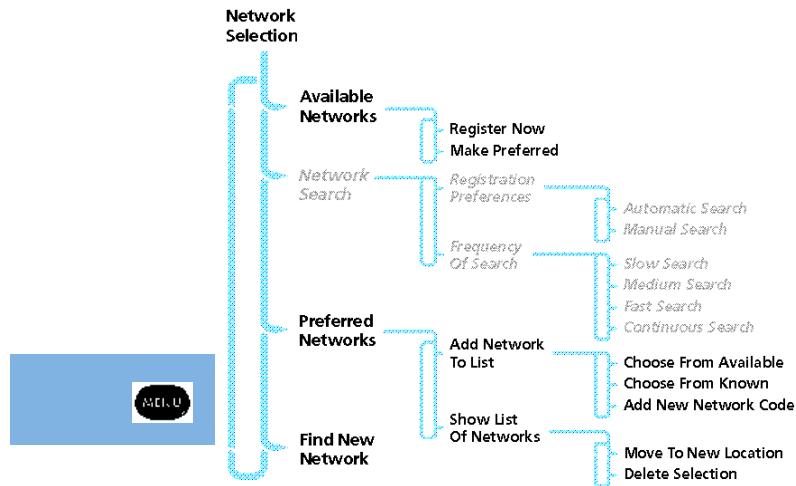 Network
Selection
Available
Networks
Register Now
Make Preferred
Network
Search
Registration
Preferences
Automatic Search
Manual Search
Frequency
Of Search
Slow Search
Medium Search
Fast Search
Continuous Search
Preferred
Networks
Add Network
To List
Choose From Available
Choose From Known
Add New Network Code
Show List
Of Networks
Move To New Location
Delete Selection
Find New
Network
MENU